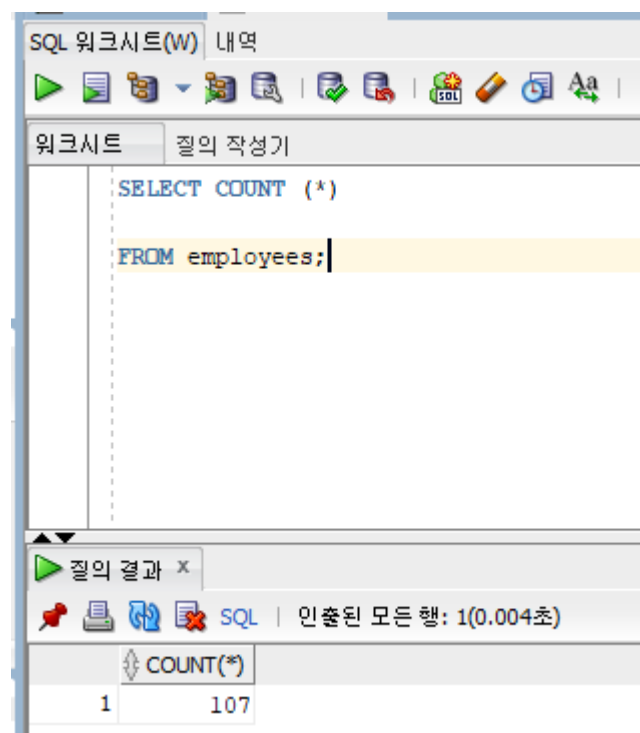 SQL 워크시트(W) 내역
워크시트 질의 작성기
SELECT COUNT (*)
FROM employees;
질의 결과 x
SQL | 인출된 모든 행: 1(0.004초)
COUNT(*)
1 107